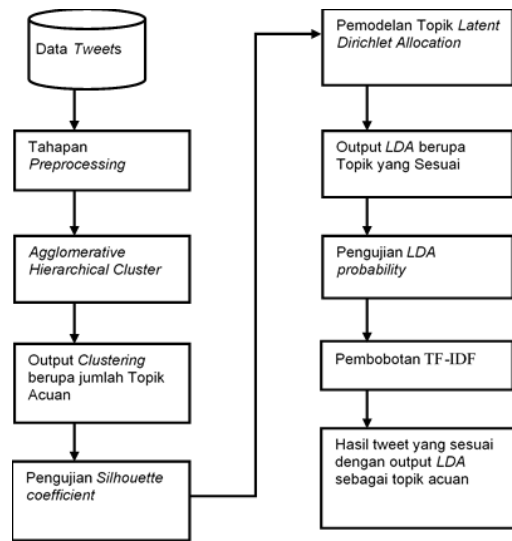 Data Tweets
Tahapan
Preprocessing
Agglomerative
Hierarchical Cluster
Output Clustering
berupa jumlah Topik
Acuan
Pengujian Silhouette
coefficient
Pemodelan Topik Latent
Dirichlet Allocation
Output LDA berupa
Topik yang Sesuai
Pengujian LDA
probability
Pembobotan TF-IDF
Hasil tweet yang sesuai
dengan output LDA
sebagai topik acuan